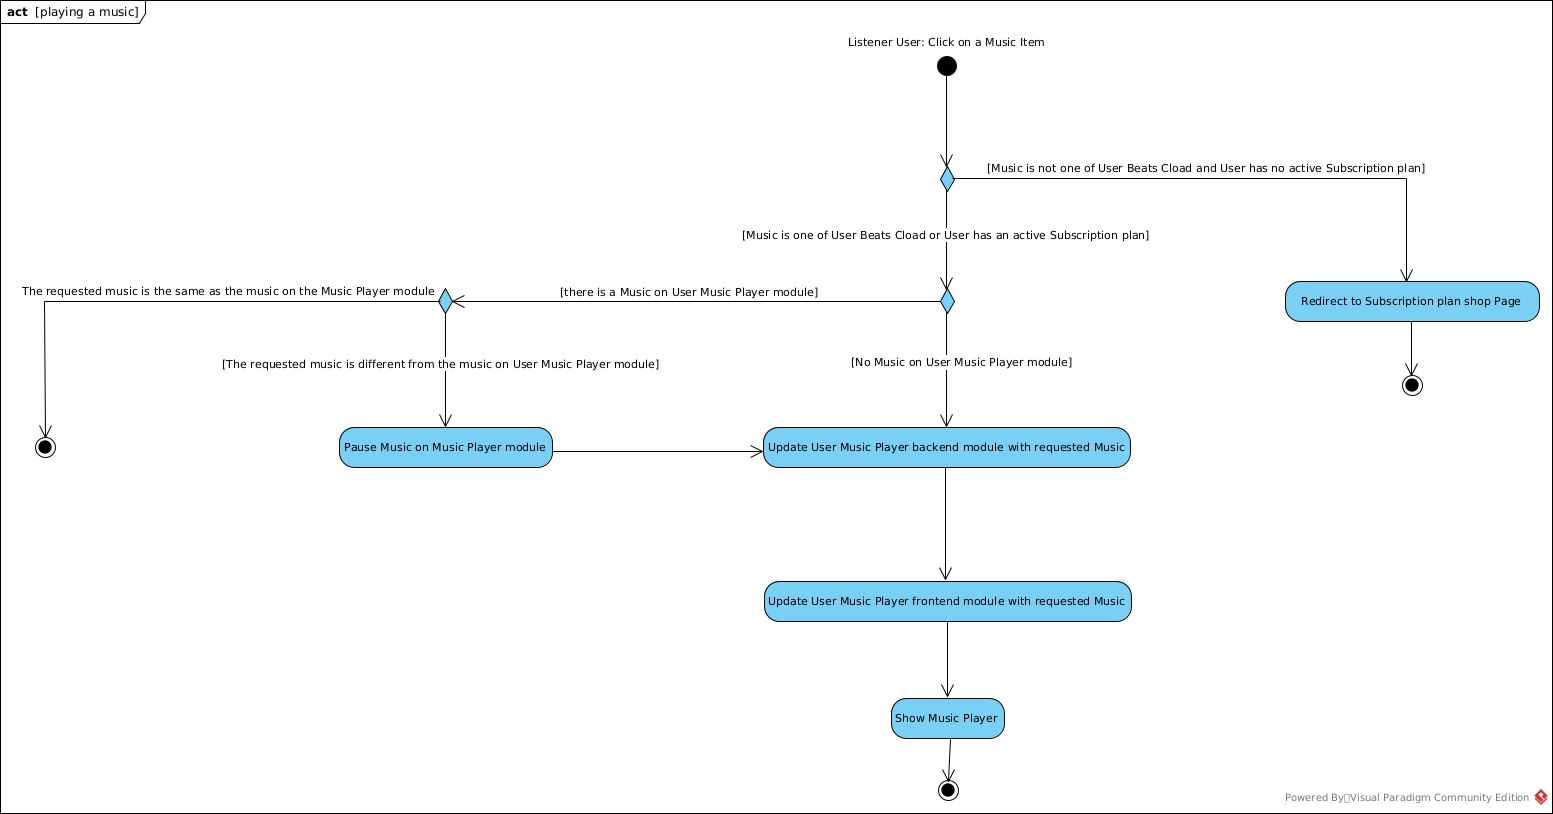 act [playing a music]
Listener User: Click on a Music Item
[Music is not one of User Beats Cload and User has no active Subscription plan]
[Music is one of User Beats Cload or User has an active Subscription plan]
The requested music is the same as the music on the Music Player module
[there is a Music on User Music Player module]
Redirect to Subscription plan shop Page
[The requested music is different from the music on User Music Player module]
[No Music on User Music Player module]
Pause Music on Music Player module
Update User Music Player backend module with requested Music
Update User Music Player frontend module with requested Music
Show Music Player
Powered By Visual Paradigm Community Edition